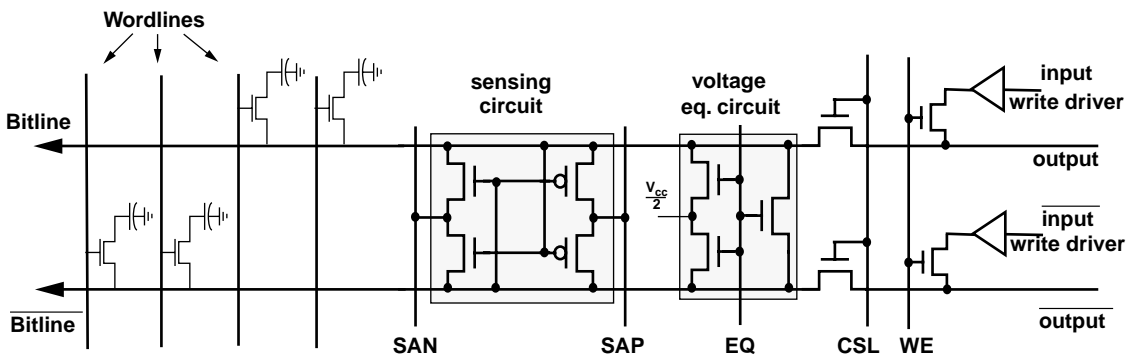 Wordlines
sensing
circuit
voltage
eq. circuit
input
write driver
Bitline
output
V_cc
2
input
write driver
Bitline
output
SAN
SAP
EQ
CSL
WE